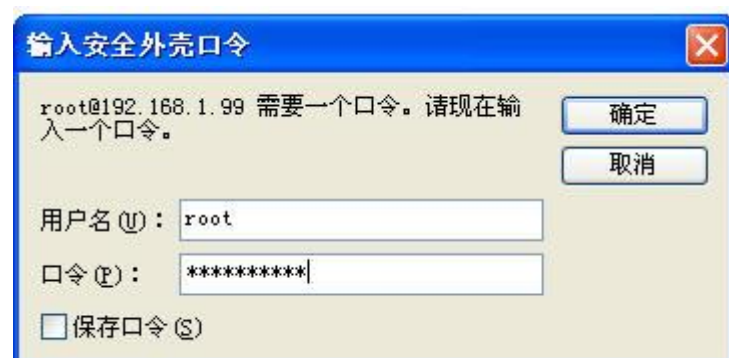 输入安全外壳口令
root@192.168.1.99 需要一个口令。请现在输
入一个口令。
确定
取消
用户名(U)： root
口令(P)： **********
保存口令(S)